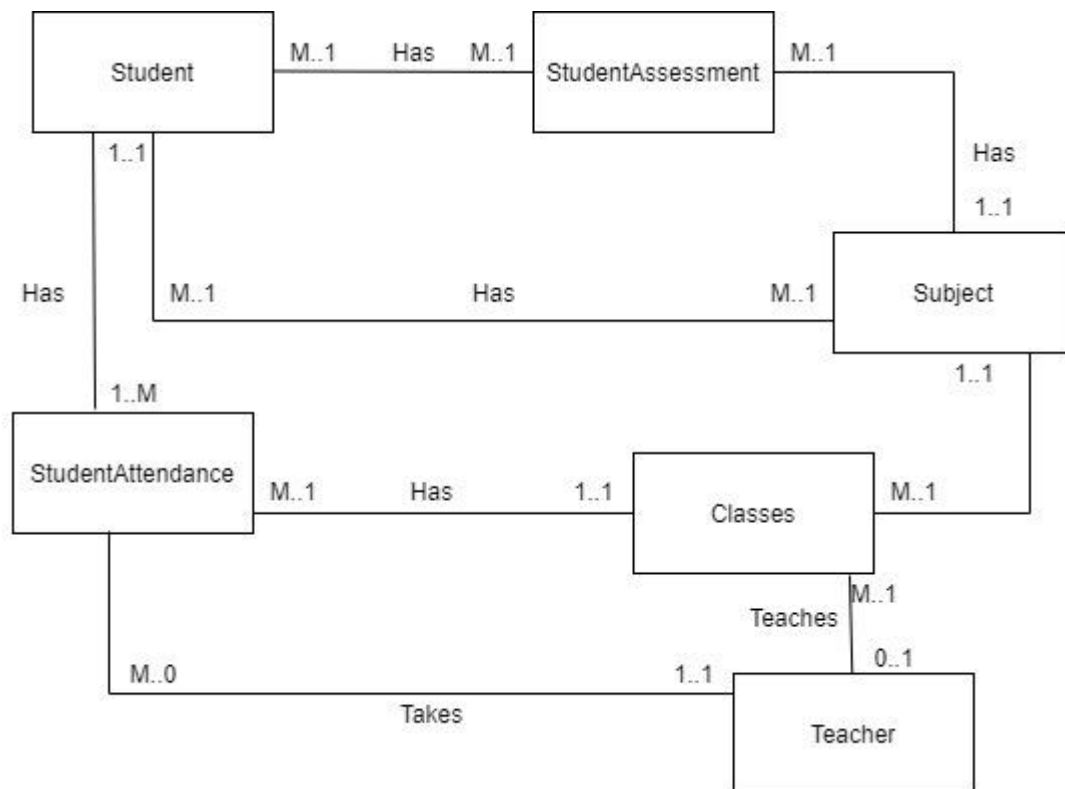 Student
M..1
Has
M..1
StudentAssessment
M..1
1..1
Has
1..1
Has
M..1
Has
M..1
Subject
1..M
1..1
StudentAttendance
M..1
Has
1..1
Classes
M..1
M..1
Teaches
M..0
1..1
0..1
Takes
Teacher